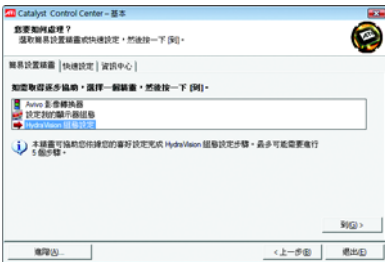 Catalyst Control Center – 基本
您要如何處理？
選取簡易設置精靈或快速設定，然後按一下 [到]。
簡易設置精靈
快速設定
資訊中心
如要取得逐步協助，選擇一個精靈，然後按一下 [到]。
Avivo 影像轉換器
設定我的顯示器組態
HydraVision 組態設定
本精靈可協助您依據您的喜好設定完成 HydraVision 組態設定步驟。最多可能需要進行
5 個步驟。
到(G) >
進階(A)...
< 上一步(B)
退出(E)